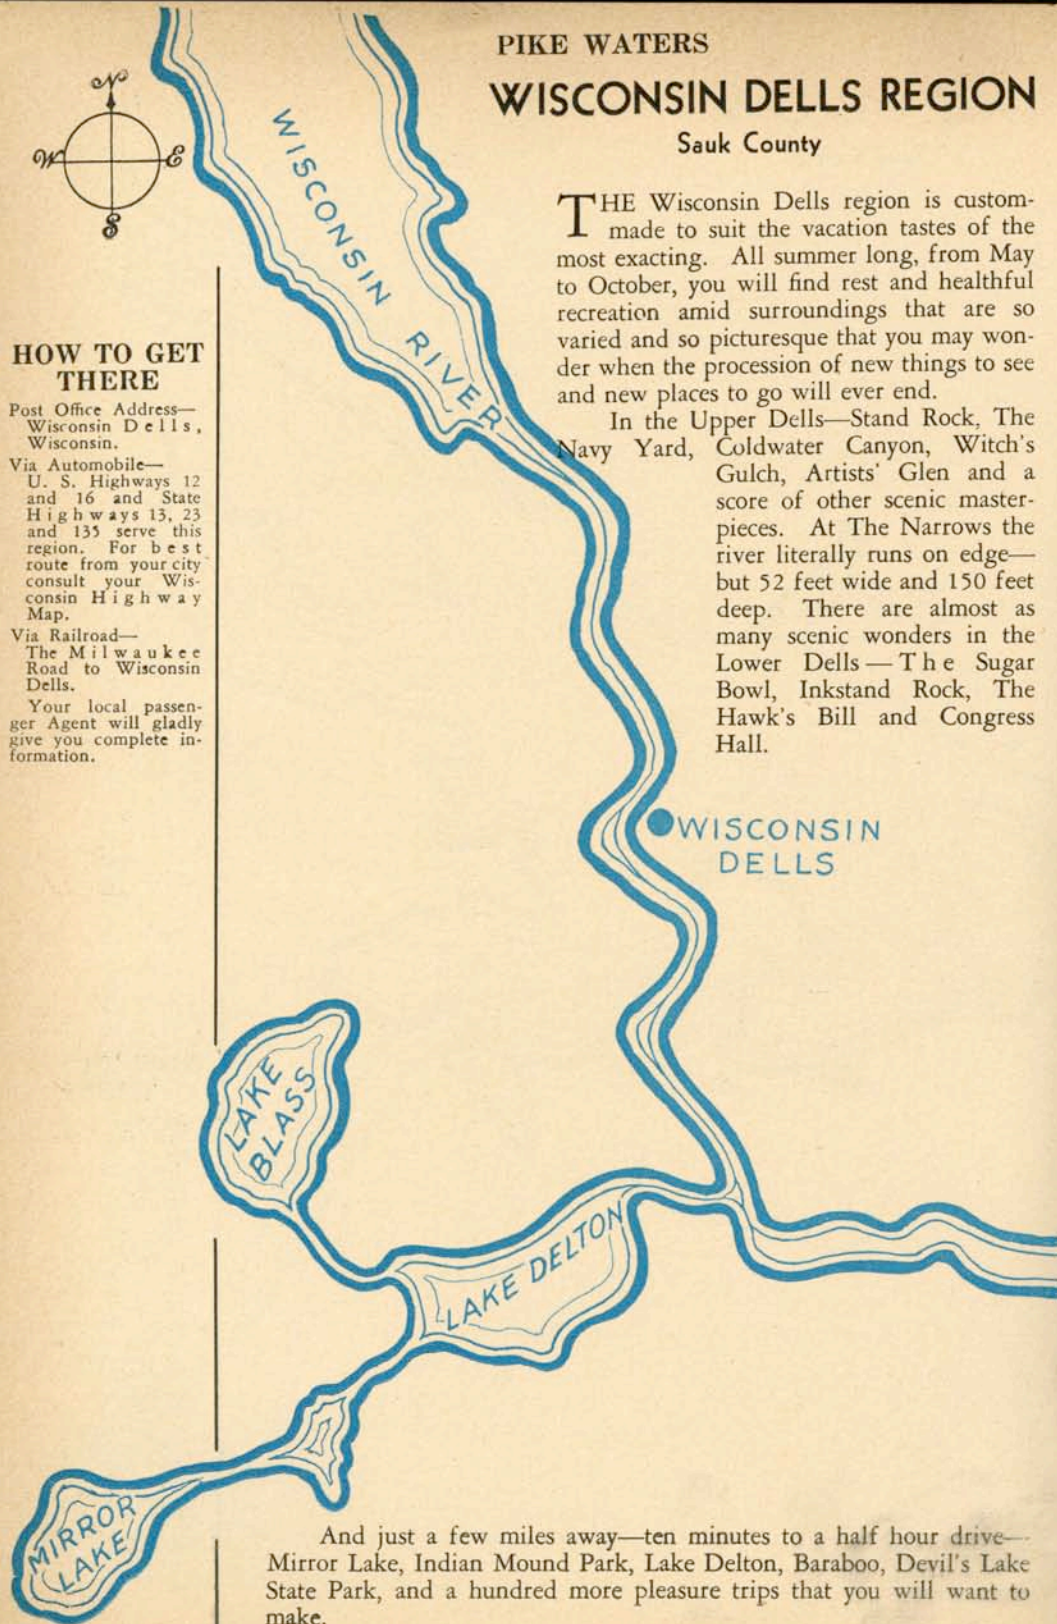 PIKE WATERS
WISCONSIN DELLS REGION
Sauk County
N
W
E
S
WISCONSIN RIVER
THE Wisconsin Dells region is custom-
made to suit the vacation tastes of the
most exacting. All summer long, from May
to October, you will find rest and healthful
recreation amid surroundings that are so
varied and so picturesque that you may won-
der when the procession of new things to see
and new places to go will ever end.
In the Upper Dells—Stand Rock, The
Navy Yard, Coldwater Canyon, Witch's
Gulch, Artists' Glen and a
score of other scenic master-
pieces. At The Narrows the
river literally runs on edge—
but 52 feet wide and 150 feet
deep. There are almost as
many scenic wonders in the
Lower Dells—The Sugar
Bowl, Inkstand Rock, The
Hawk's Bill and Congress
Hall.
HOW TO GET
THERE
Post Office Address—
Wisconsin Dells,
Wisconsin.
Via Automobile—
U. S. Highways 12
and 16 and State
Highways 13, 23
and 135 serve this
region. For best
route from your city
consult your Wis-
consin Highway
Map.
Via Railroad—
The Milwaukee
Road to Wisconsin
Dells.
Your local passen-
ger Agent will gladly
give you complete in-
formation.
WISCONSIN
DELLS
LAKE
BLASS
LAKE DELTON
MIRROR
LAKE
And just a few miles away—ten minutes to a half hour drive—
Mirror Lake, Indian Mound Park, Lake Delton, Baraboo, Devil's Lake
State Park, and a hundred more pleasure trips that you will want to
make.